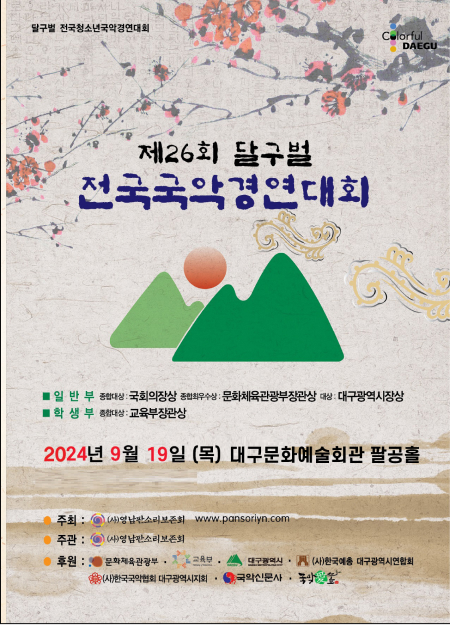 달구벌 전국청소년국악경연대회
Colorful
DAEGU
제26회 달구벌
전국국악경연대회
■ 일 반 부 종합대상 : 국회의장상 종합최우수상 : 문화체육관광부장관상 대상 : 대구광역시장상
■ 학 생 부 종합대상 : 교육부장관상
2024년 9월 19일 (목) 대구문화예술회관 팔공홀
주최 : (사)영남판소리보존회 www.pansoriyn.com
주관 : (사)영남판소리보존회
후원 : 문화체육관광부 · 교육부 · 대구광역시 · (사)한국예총 대구광역시연합회
(사)한국국악협회 대구광역시지회 · 국악신문사 ·